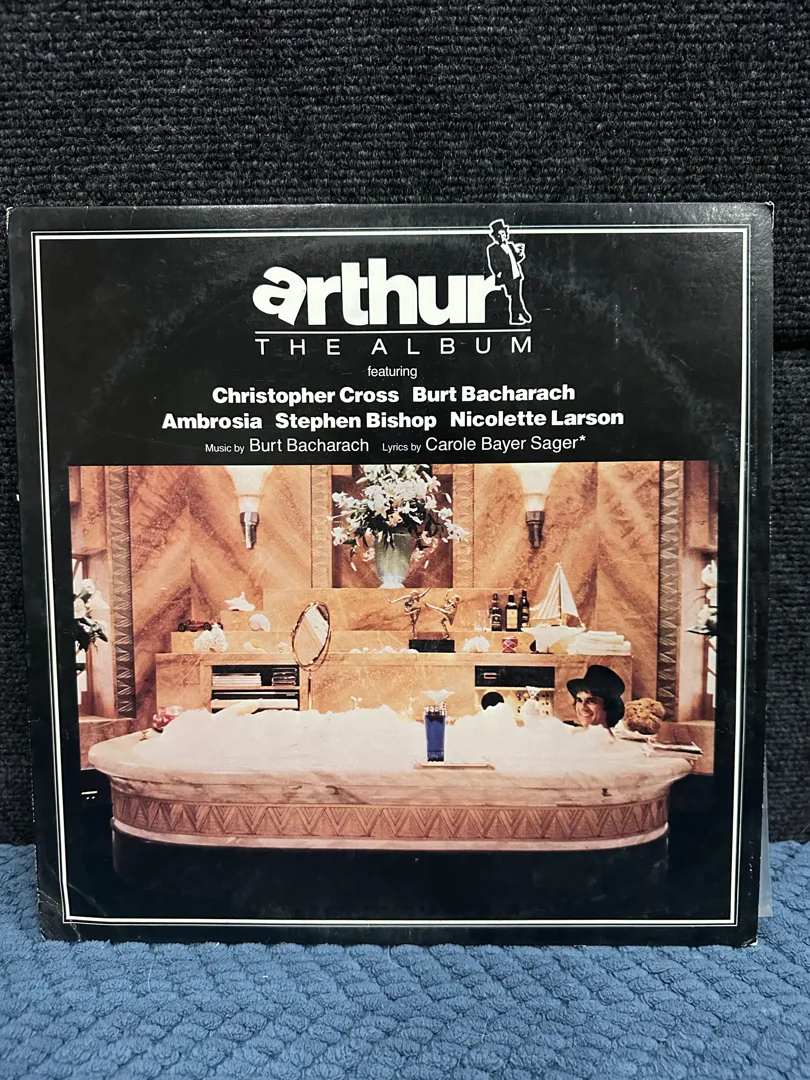 arthur
THE ALBUM
featuring
Christopher Cross Burt Bacharach
Ambrosia Stephen Bishop Nicolette Larson
Music by Burt Bacharach Lyrics by Carole Bayer Sager*